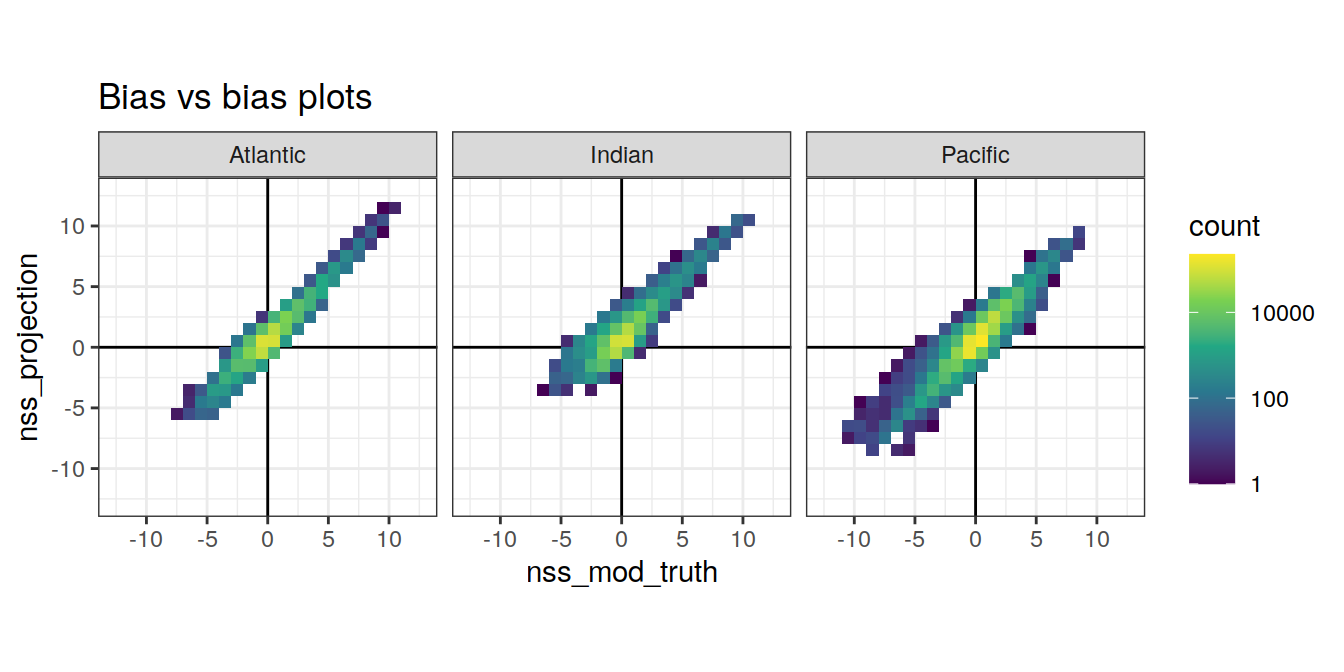 Bias vs bias plots
Atlantic Indian Pacific
nss_projection
10
5
0
-5
-10
-10 -5 0 5 10 -10 -5 0 5 10 -10 -5 0 5 10
nss_mod_truth
count
10000
100
1